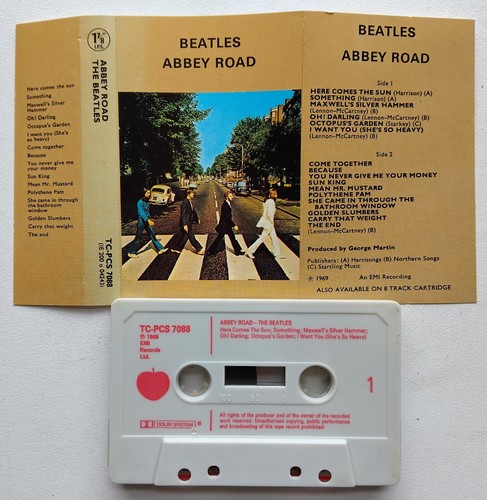 1⅞
I.P.S.
Here comes the sun
Something
Maxwell's Silver
Hammer
Oh! Darling
Octopus's Garden
I want you (She's
so heavy)
Come together
Because
You never give me
your money
Sun King
Mean Mr. Mustard
Polythene Pam
She came in through
the bathroom
window
Golden Slumbers
Carry that weight
The end
ABBEY ROAD
THE BEATLES
TC-PCS 7088
(IE 200 o 04243)
BEATLES
ABBEY ROAD
BEATLES
ABBEY ROAD
Side 1
HERE COMES THE SUN (Harrison) (A)
SOMETHING (Harrison) (A)
MAXWELL'S SILVER HAMMER
(Lennon-McCartney) (B)
OH! DARLING (Lennon-McCartney) (B)
OCTOPUS'S GARDEN (Starkey) (C)
I WANT YOU (SHE'S SO HEAVY)
(Lennon-McCartney) (B)
Side 2
COME TOGETHER
BECAUSE
YOU NEVER GIVE ME YOUR MONEY
SUN KING
MEAN MR. MUSTARD
POLYTHENE PAM
SHE CAME IN THROUGH THE
BATHROOM WINDOW
GOLDEN SLUMBERS
CARRY THAT WEIGHT
THE END
(Lennon-McCartney) (B)
Produced by George Martin
Publishers: (A) Harrisongs (B) Northern Songs
(C) Startling Music
℗ 1969 An EMI Recording
ALSO AVAILABLE ON 8 TRACK CARTRIDGE
TC-PCS 7088
℗ 1969
EMI
Records
Ltd.
ABBEY ROAD – THE BEATLES
Here Comes The Sun; Something; Maxwell's Silver Hammer;
Oh! Darling; Octopus's Garden; I Want You (She's So Heavy)
1
100 50 0
DOLBY SYSTEM ®
All rights of the producer and of the owner of the recorded
work reserved. Unauthorised copying, public performance
and broadcasting of this tape record prohibited.